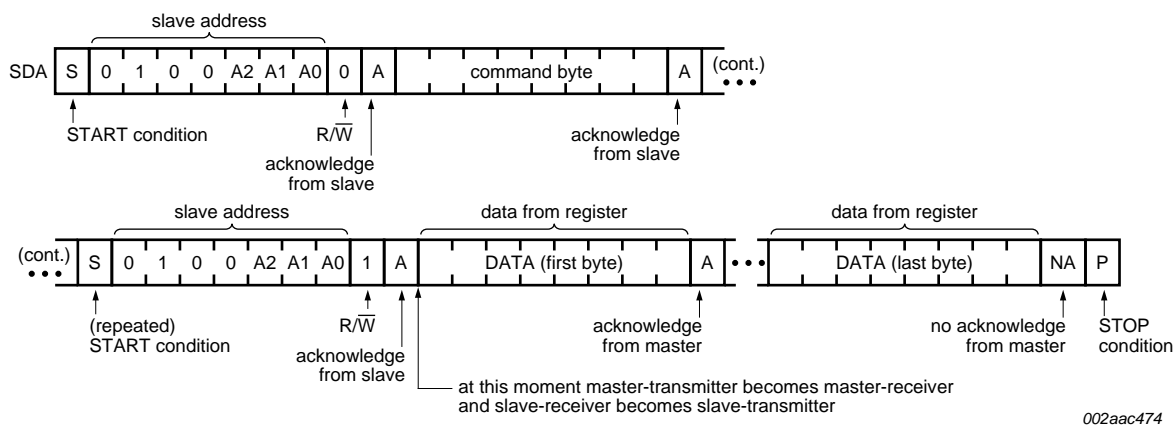 slave address
SDA S 0 1 0 0 A2 A1 A0 0 A command byte A (cont.)
START condition R/W̅ acknowledge from slave acknowledge from slave
slave address data from register data from register
(cont.) S 0 1 0 0 A2 A1 A0 1 A DATA (first byte) A DATA (last byte) NA P
(repeated) START condition R/W̅ acknowledge from slave acknowledge from master no acknowledge from master STOP condition
at this moment master-transmitter becomes master-receiver
and slave-receiver becomes slave-transmitter
002aac474